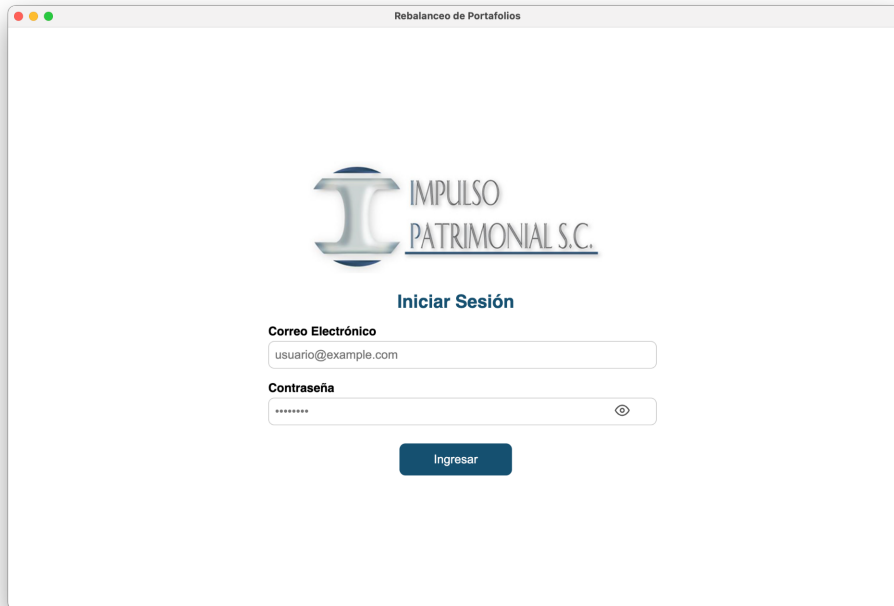 Rebalanceo de Portafolios
IMPULSO
PATRIMONIAL S.C.
Iniciar Sesión
Correo Electrónico
usuario@example.com
Contraseña
••••••••
Ingresar